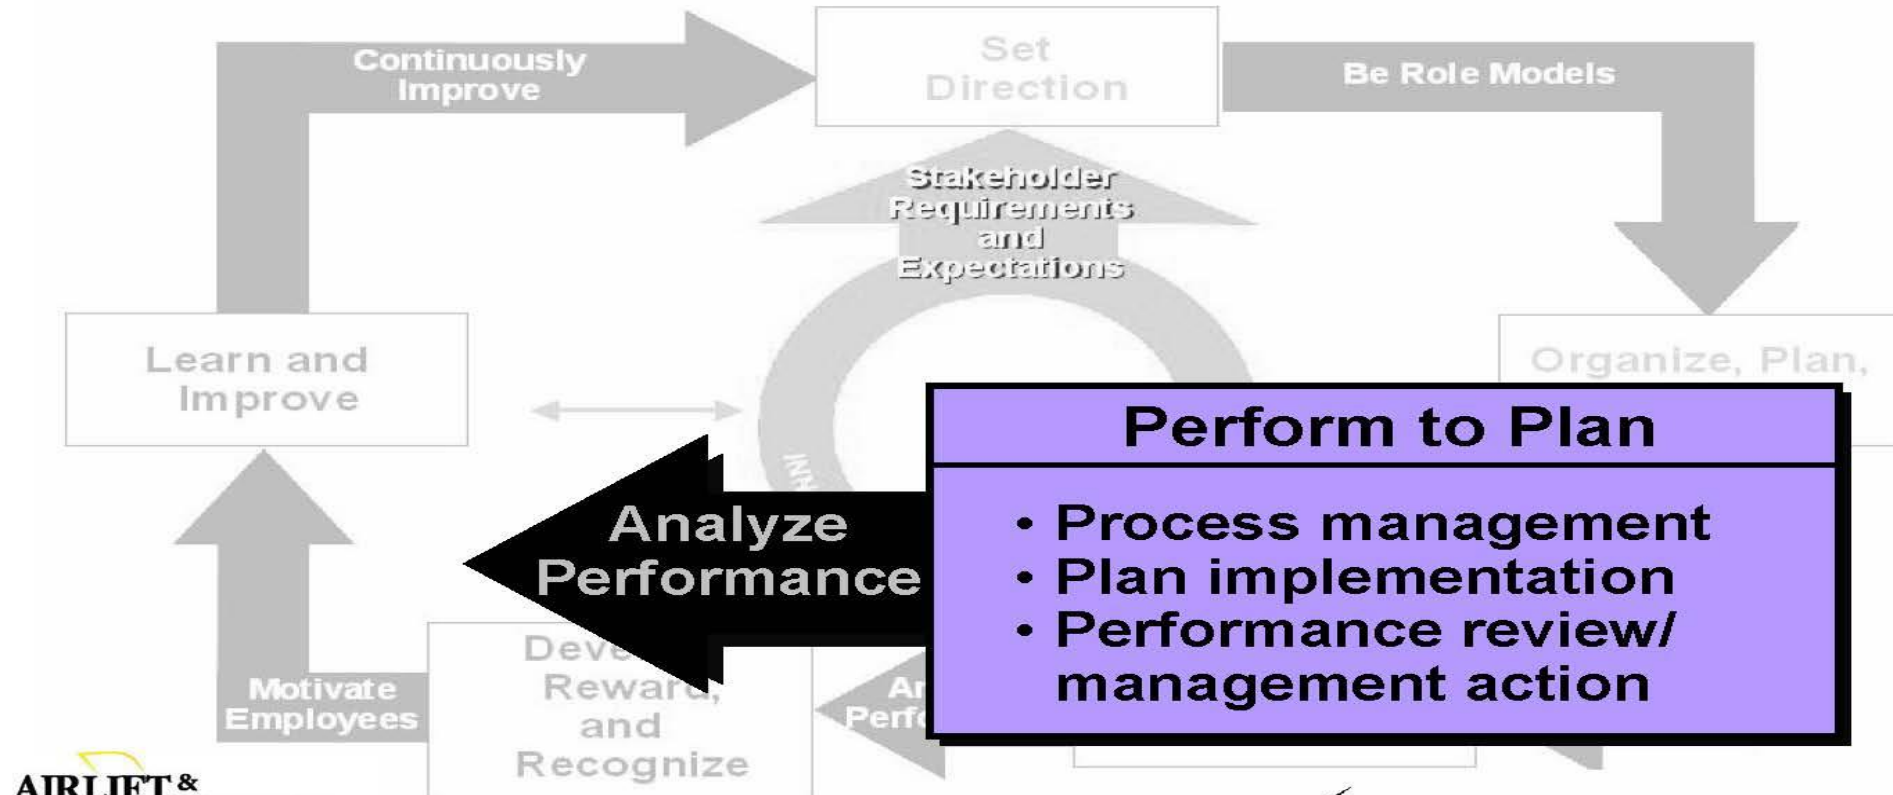 Continuously
Improve
Set
Direction
Be Role Models
Stakeholder
Requirements
and
Expectations
Learn and
Improve
Organize, Plan,
Perform to Plan
• Process management
• Plan implementation
• Performance review/
management action
Analyze
Performance
Reward,
and
Recognize
Motivate
Employees
AIRLIFT &